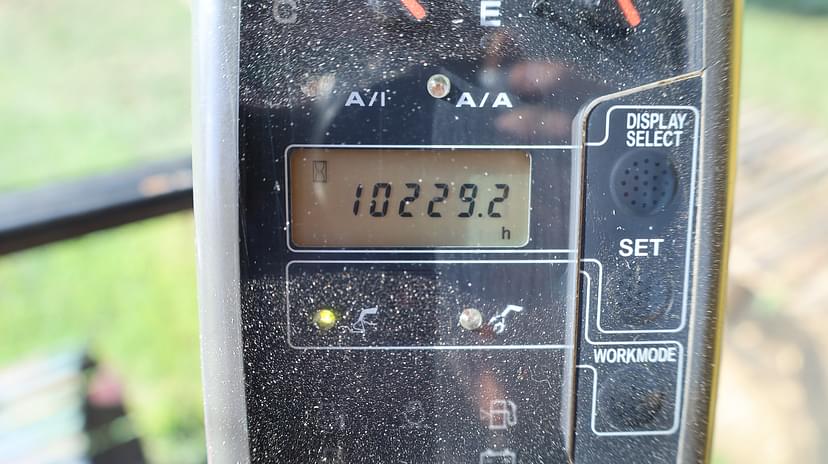 C E
A/I A/A
DISPLAY
SELECT
10229.2
h
SET
WORKMODE